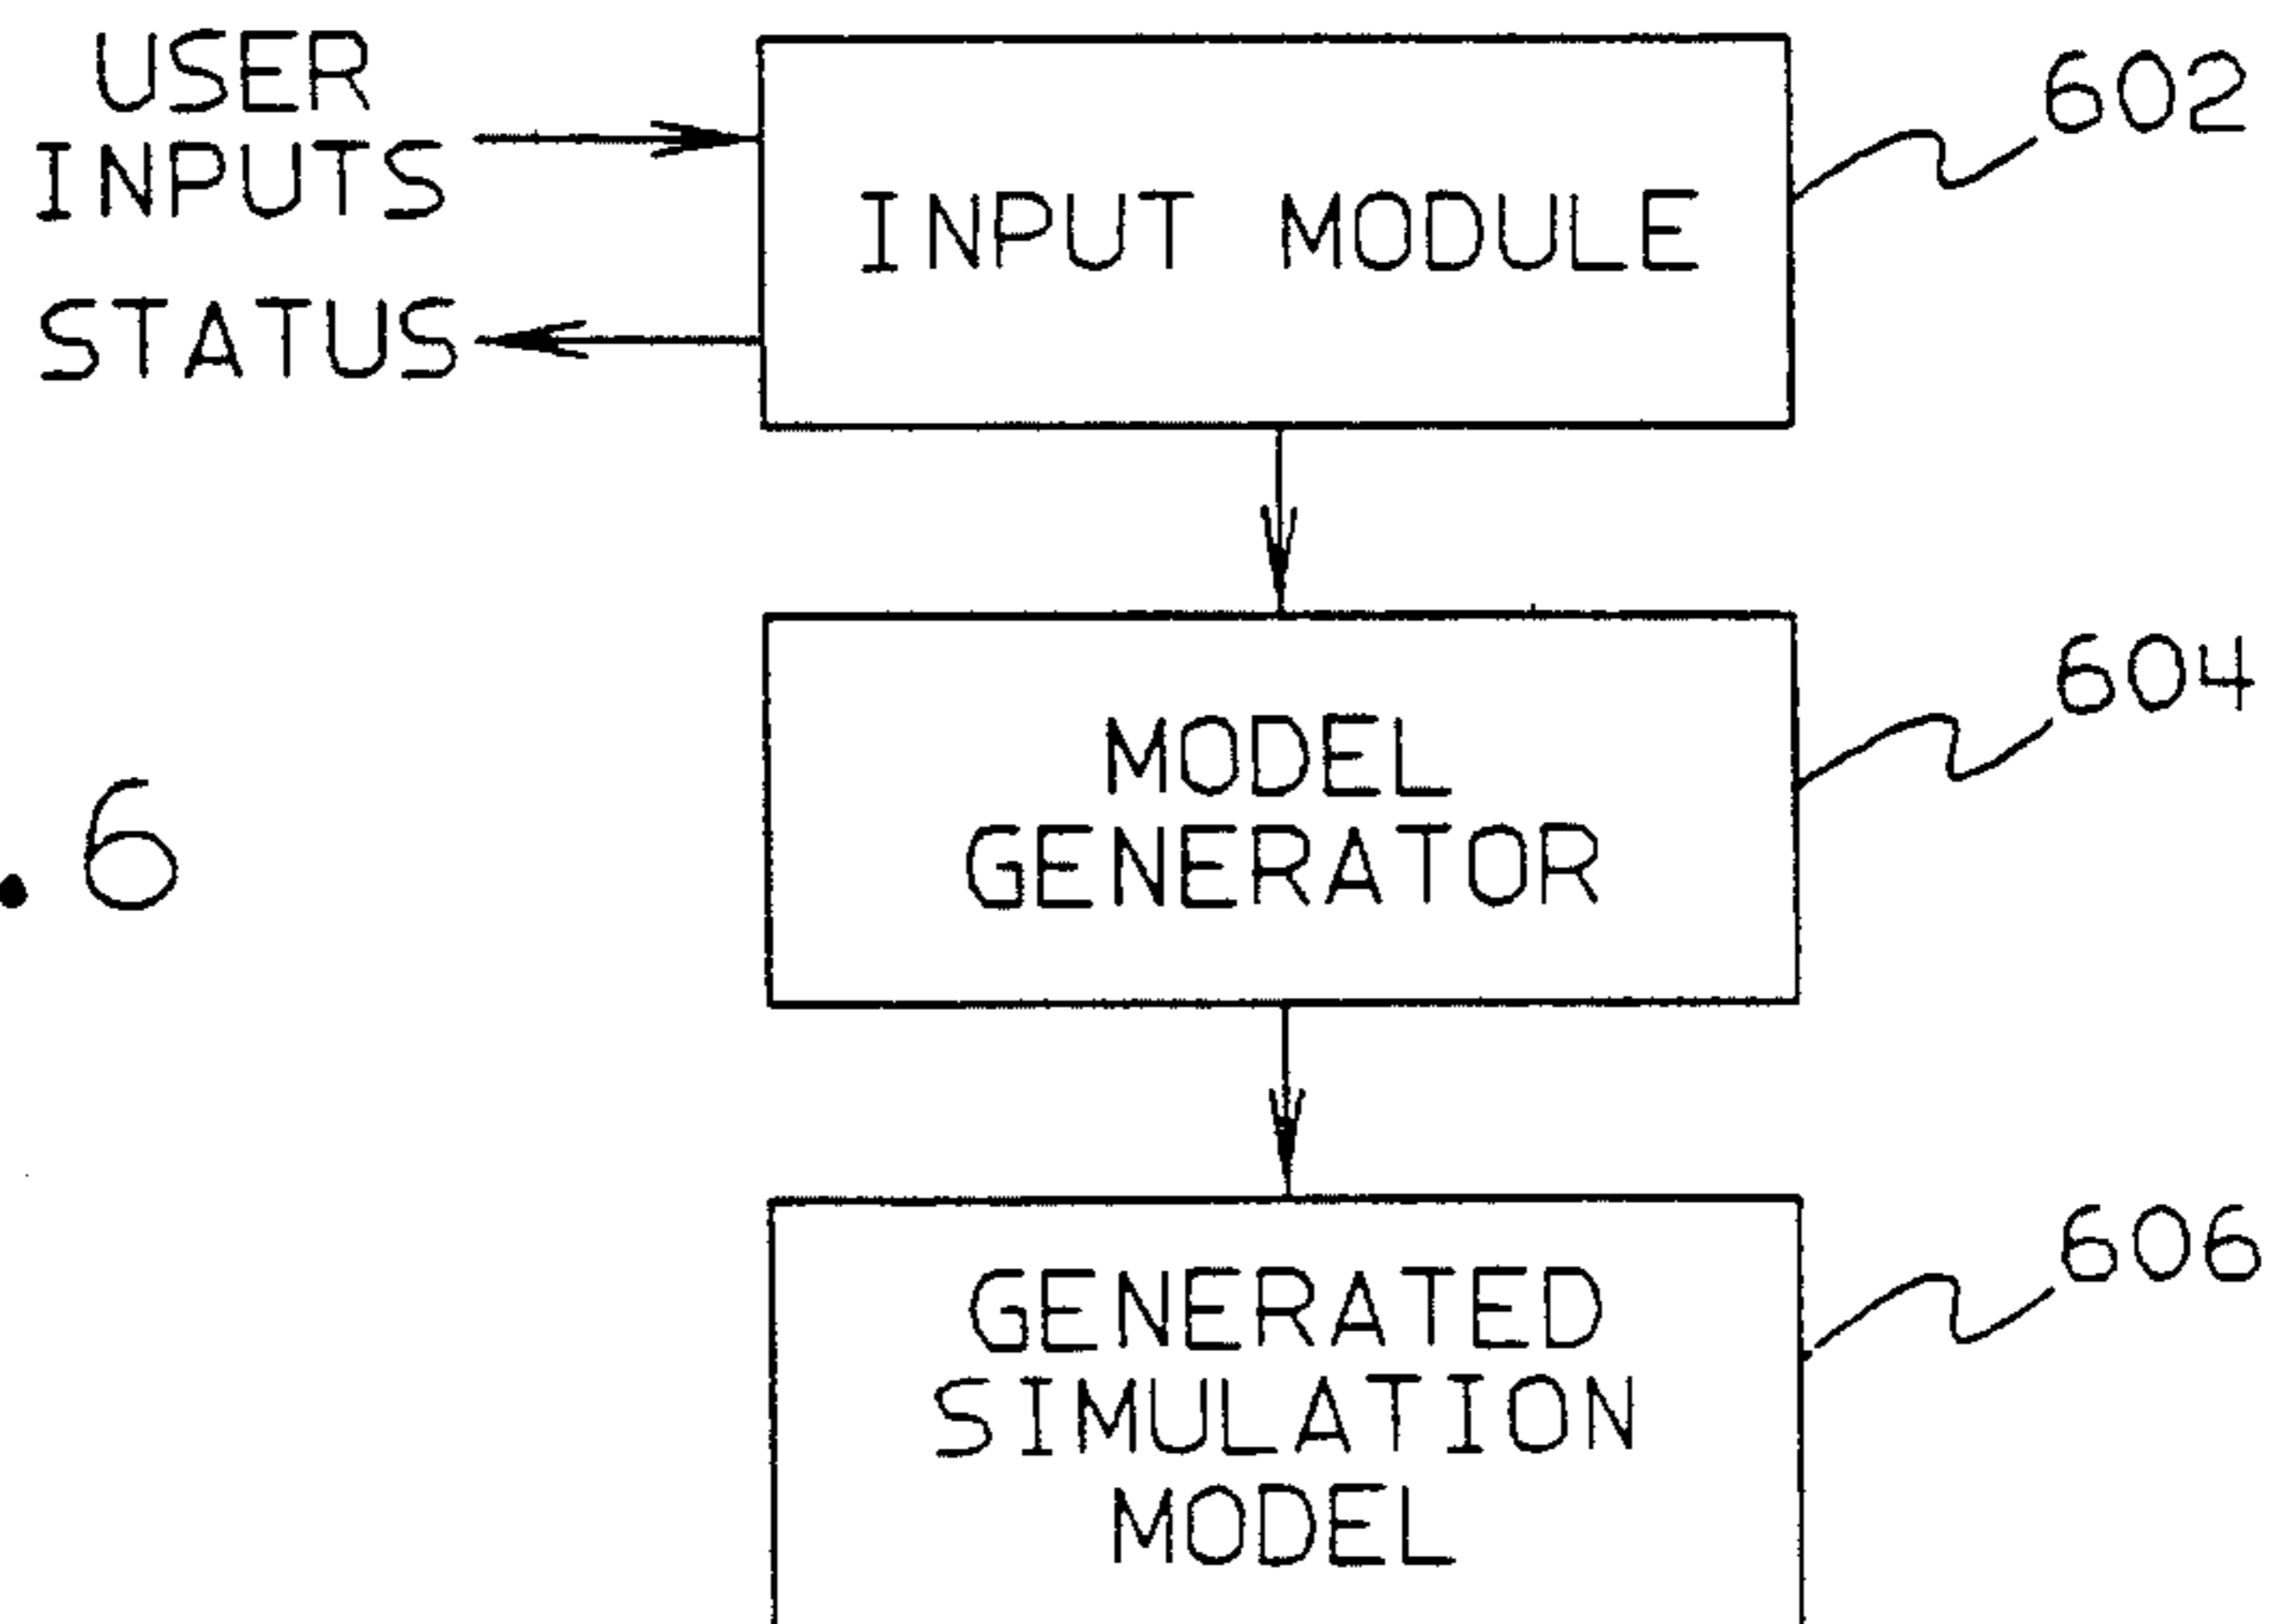 USER
INPUTS
STATUS
INPUT MODULE
602
MODEL
GENERATOR
604
. 6
GENERATED
SIMULATION
MODEL
606